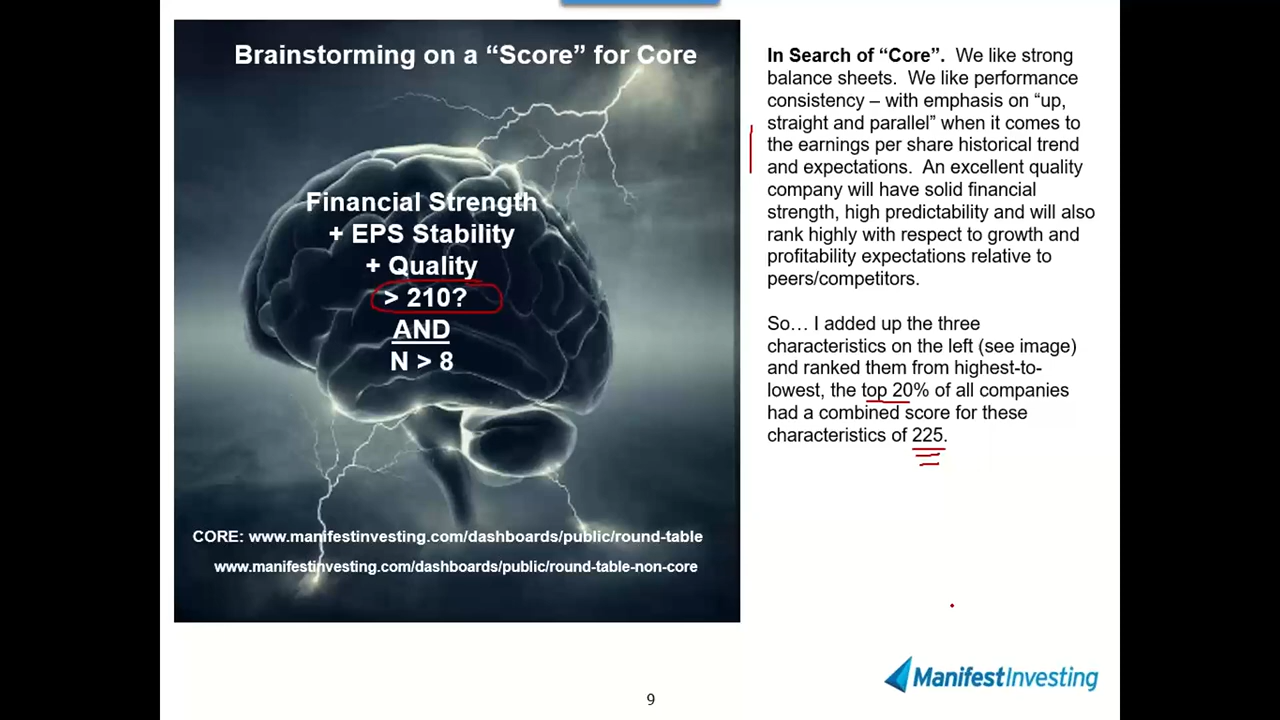 Brainstorming on a “Score” for Core
Financial Strength
+ EPS Stability
+ Quality
> 210?
AND
N > 8
CORE: www.manifestinvesting.com/dashboards/public/round-table
www.manifestinvesting.com/dashboards/public/round-table-non-core
In Search of “Core”.  We like strong
balance sheets.  We like performance
consistency – with emphasis on “up,
straight and parallel” when it comes to
the earnings per share historical trend
and expectations.  An excellent quality
company will have solid financial
strength, high predictability and will also
rank highly with respect to growth and
profitability expectations relative to
peers/competitors.
So… I added up the three
characteristics on the left (see image)
and ranked them from highest-to-
lowest, the top 20% of all companies
had a combined score for these
characteristics of 225.
ManifestInvesting
9